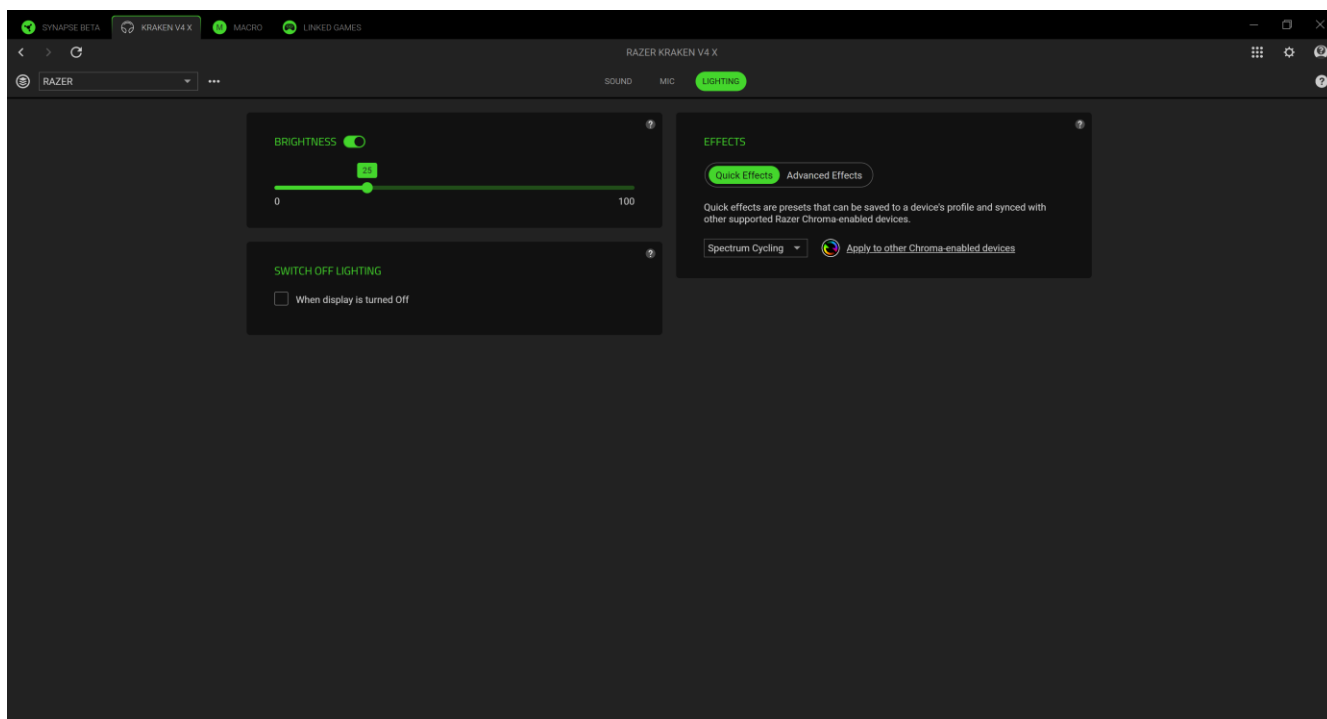 SYNAPSE BETA KRAKEN V4 X M MACRO LINKED GAMES
RAZER KRAKEN V4 X
RAZER SOUND MIC LIGHTING
BRIGHTNESS
25
0 100
SWITCH OFF LIGHTING
When display is turned Off
EFFECTS
Quick Effects Advanced Effects
Quick effects are presets that can be saved to a device's profile and synced with
other supported Razer Chroma-enabled devices.
Spectrum Cycling Apply to other Chroma-enabled devices